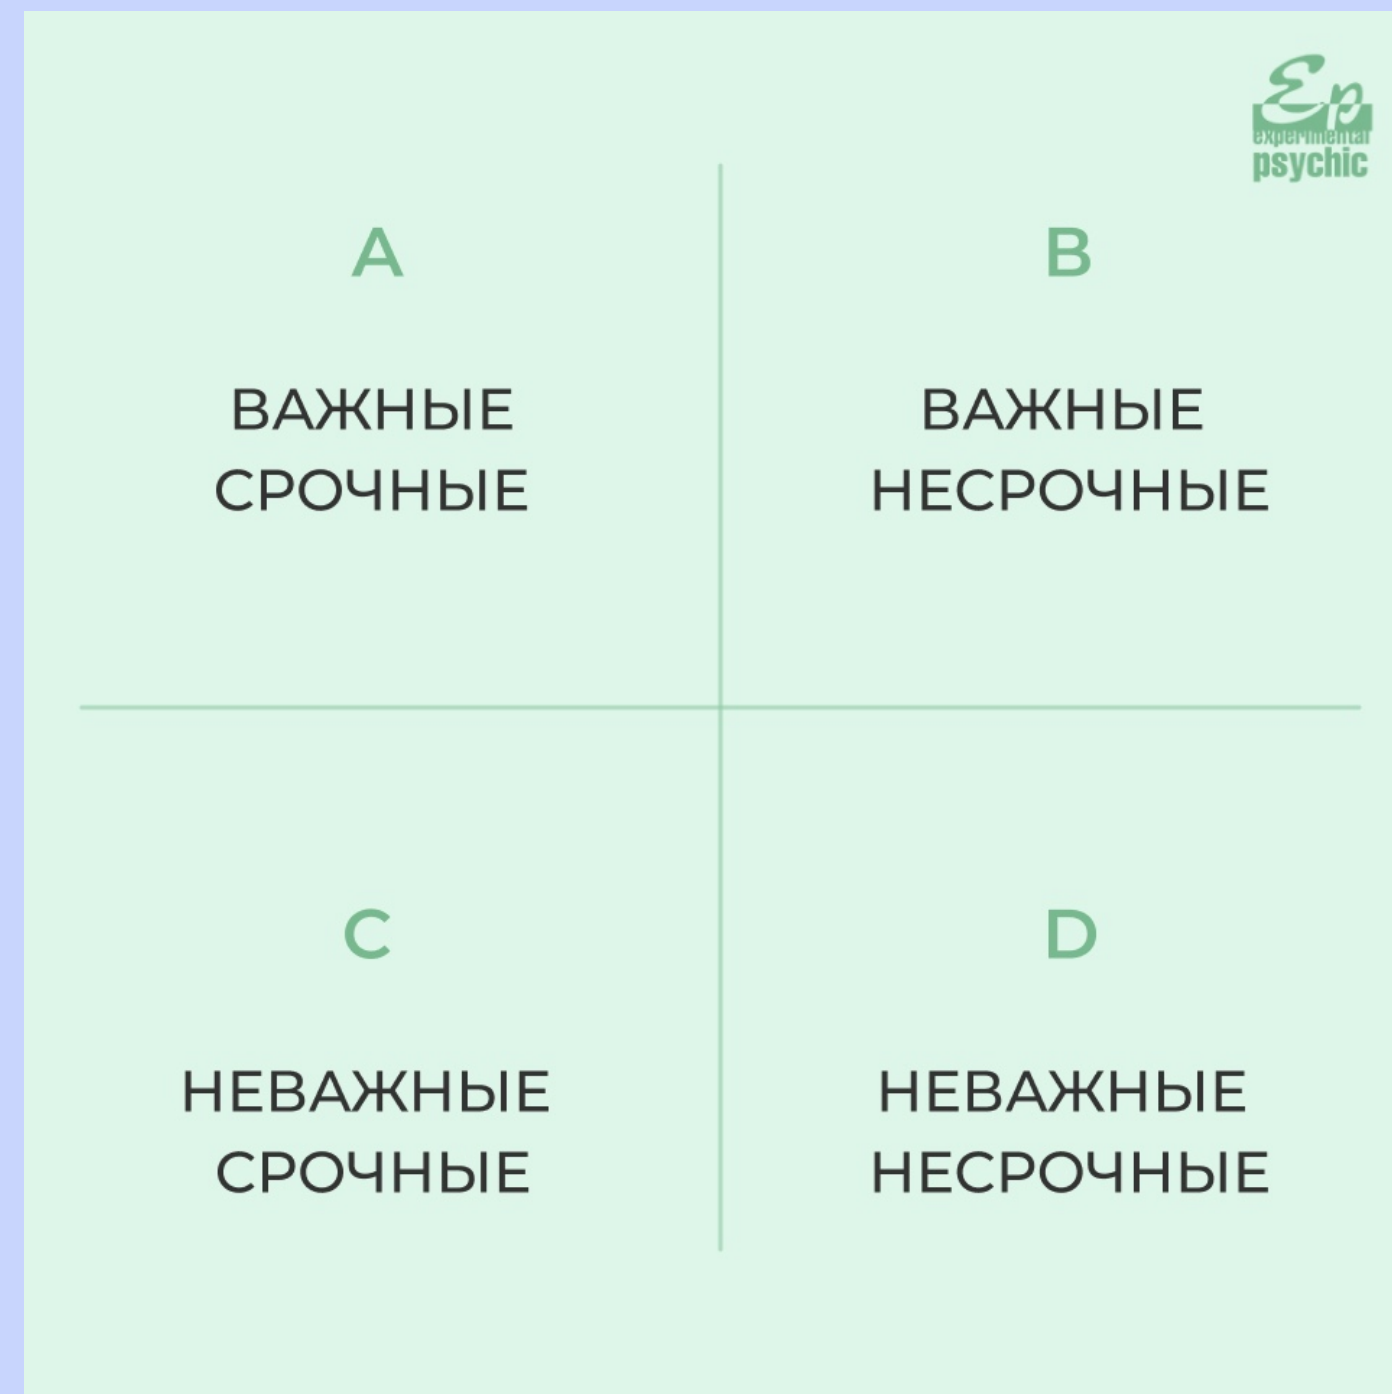 Ep
experimental
psychic
A
B
ВАЖНЫЕ
СРОЧНЫЕ
ВАЖНЫЕ
НЕСРОЧНЫЕ
C
D
НЕВАЖНЫЕ
СРОЧНЫЕ
НЕВАЖНЫЕ
НЕСРОЧНЫЕ